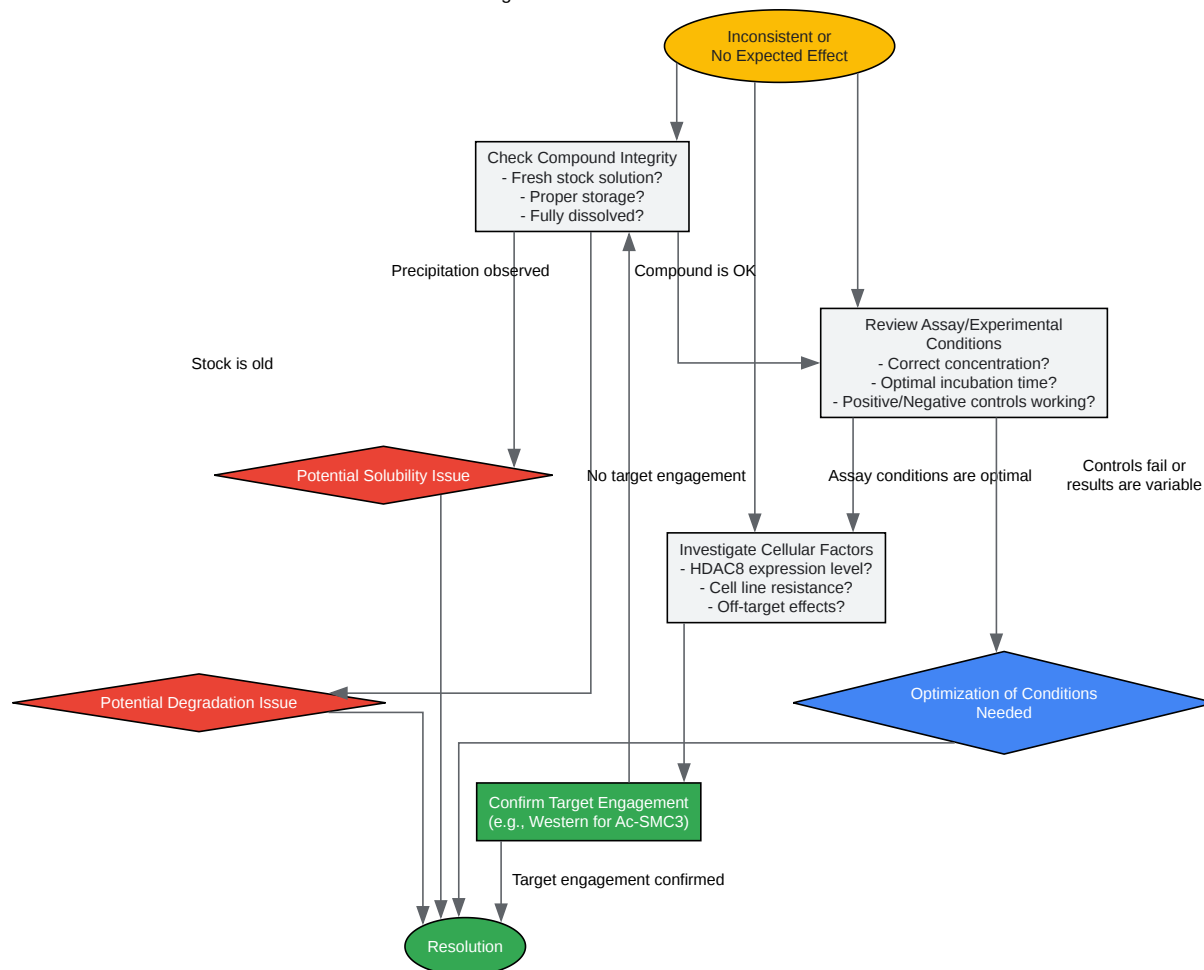 Inconsistent or
No Expected Effect
Check Compound Integrity
- Fresh stock solution?
- Proper storage?
- Fully dissolved?
Precipitation observed
Compound is OK
Review Assay/Experimental
Conditions
- Correct concentration?
- Optimal incubation time?
- Positive/Negative controls working?
Stock is old
Potential Solubility Issue
No target engagement
Assay conditions are optimal
Controls fail or
results are variable
Investigate Cellular Factors
- HDAC8 expression level?
- Cell line resistance?
- Off-target effects?
Potential Degradation Issue
Optimization of Conditions
Needed
Confirm Target Engagement
(e.g., Western for Ac-SMC3)
Target engagement confirmed
Resolution